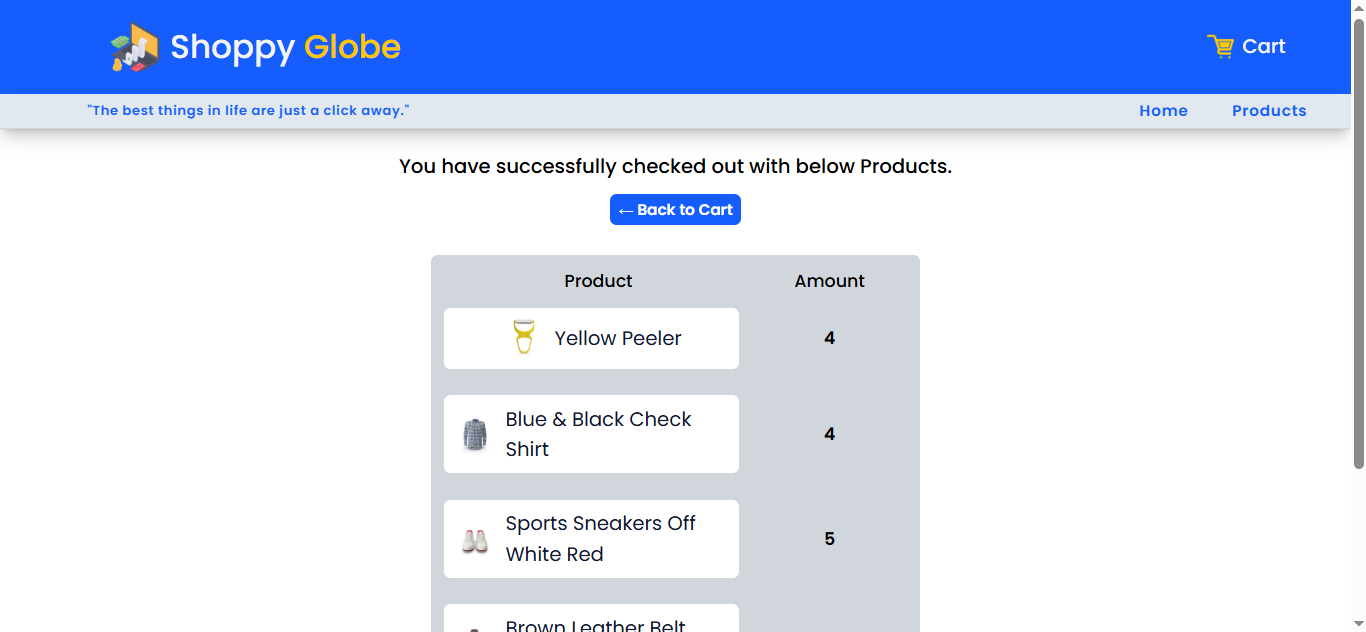 Shoppy Globe
Cart
"The best things in life are just a click away."
Home
Products
You have successfully checked out with below Products.
← Back to Cart
Product
Amount
Yellow Peeler
4
Blue & Black Check
Shirt
4
Sports Sneakers Off
White Red
5
Brown Leather Belt